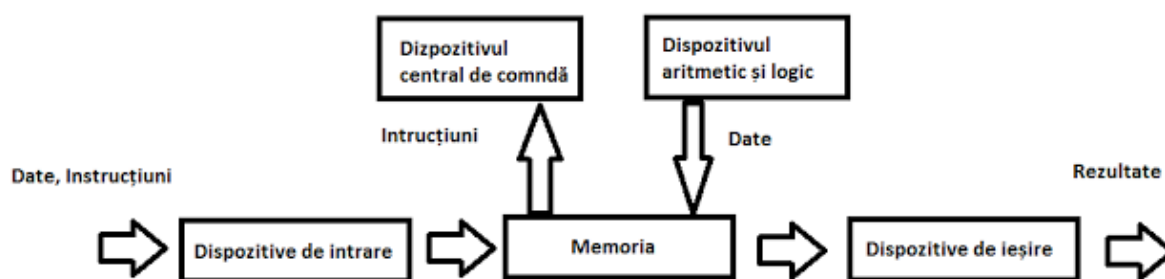 Dizpozitivul
central de comndă
Dispozitivul
aritmetic și logic
Intrucțiuni
Date
Date, Instrucțiuni
Rezultate
Dispozitive de intrare
Memoria
Dispozitive de ieșire